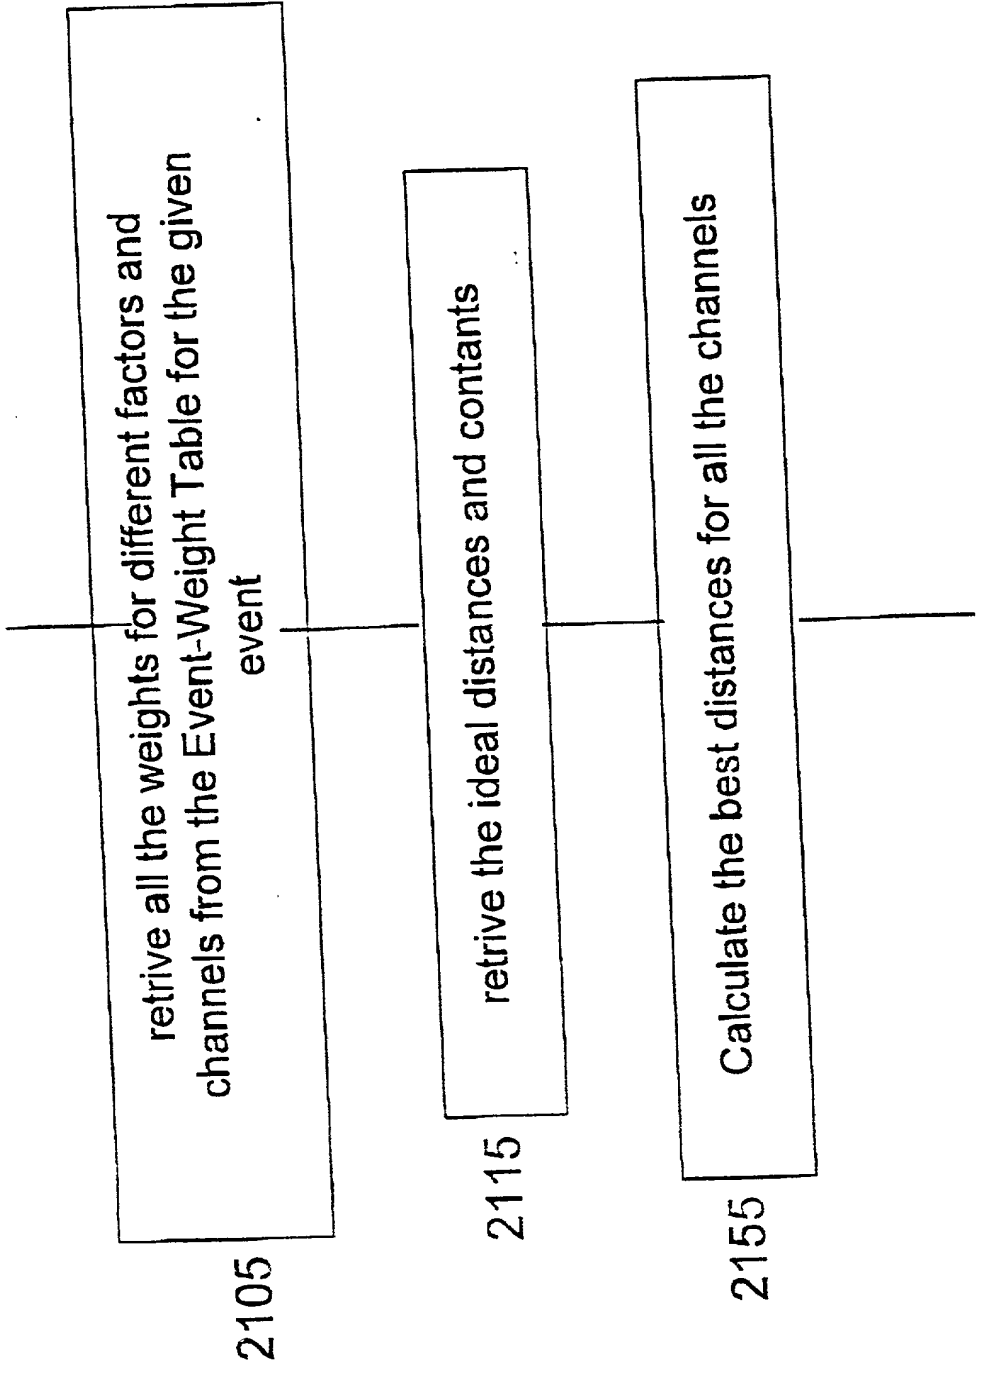 retrive all the weights for different factors and
channels from the Event-Weight Table for the given
event
2105
retrive the ideal distances and contants
2115
Calculate the best distances for all the channels
2155